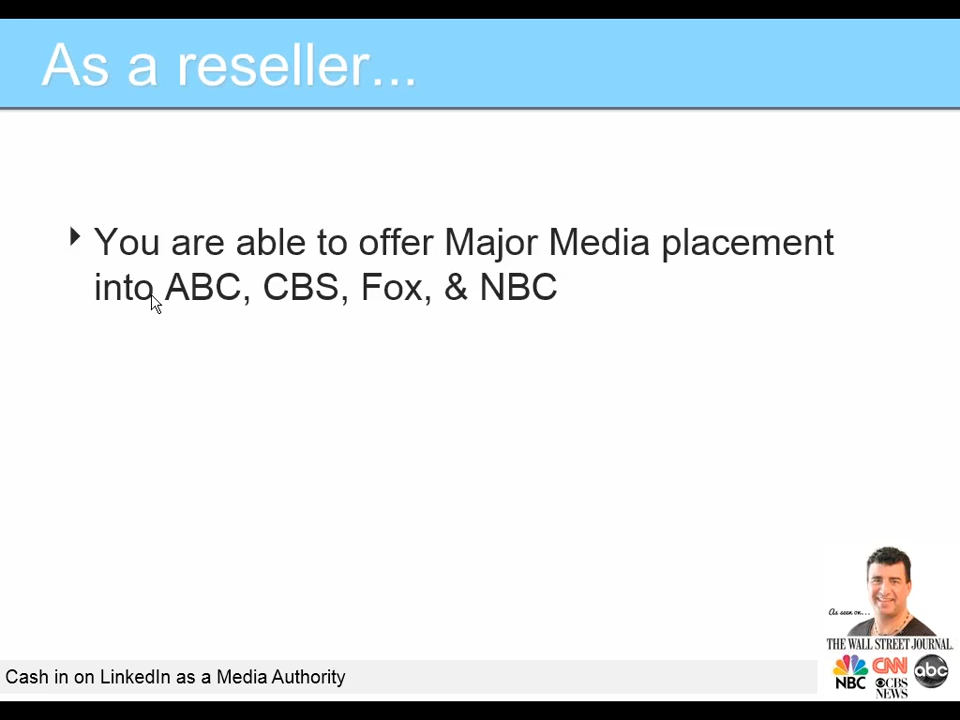 As a reseller...
You are able to offer Major Media placement
into ABC, CBS, Fox, & NBC
As seen on...
THE WALL STREET JOURNAL.
NBC
CNN
CBS
NEWS
abc
Cash in on LinkedIn as a Media Authority